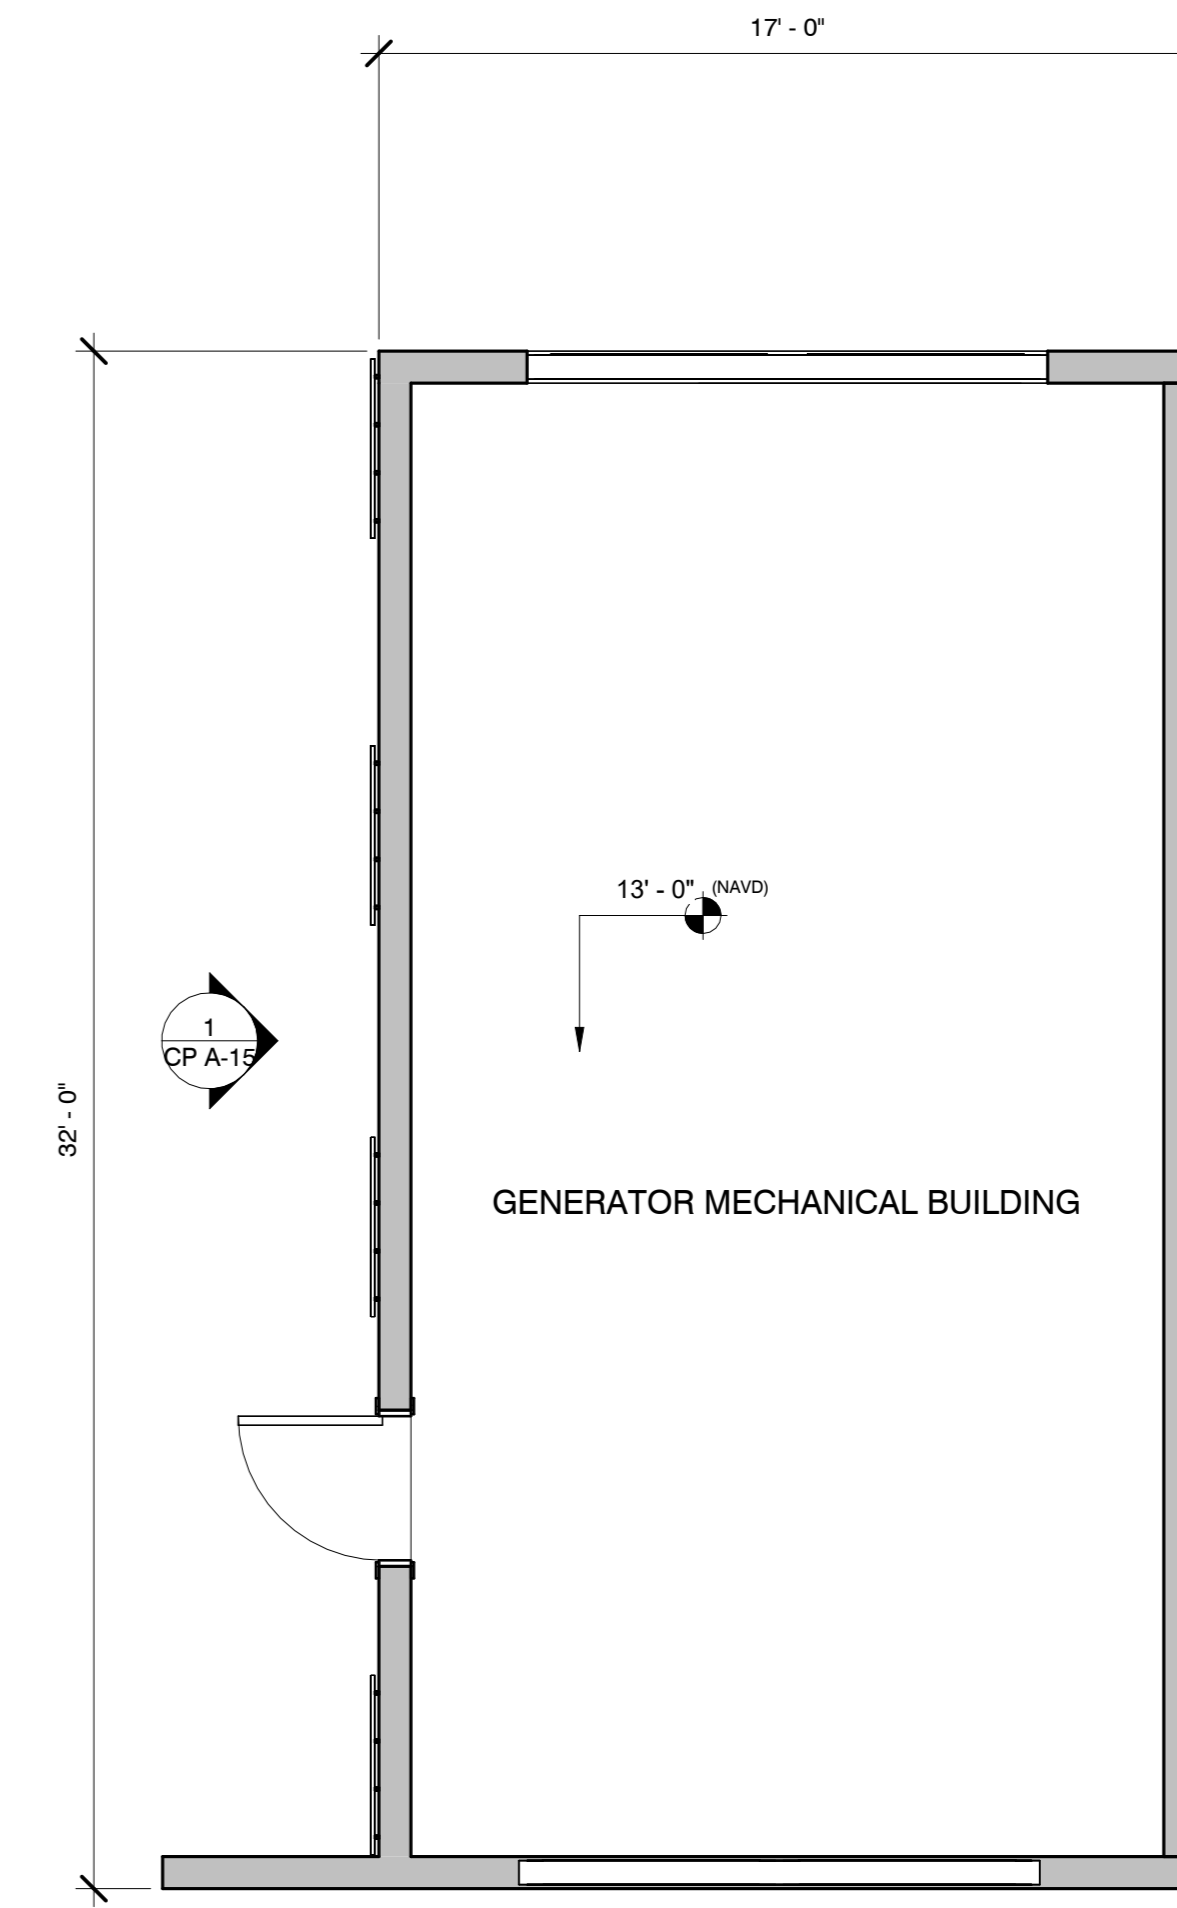 17' - 0"
13' - 0" (NAVD)
1
CP A-15
32' - 0"
GENERATOR MECHANICAL BUILDING